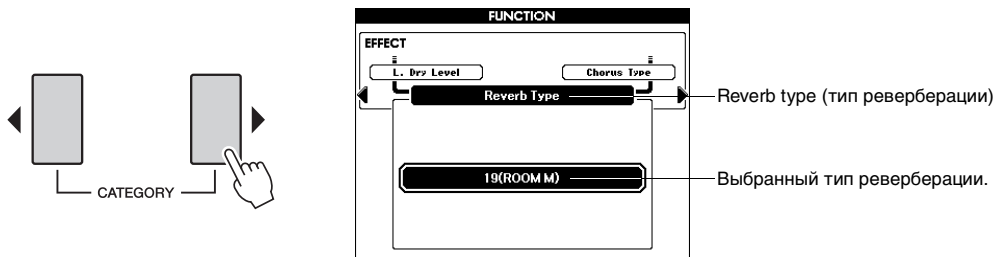 FUNCTION
EFFECT
L. Dry Level
Chorus Type
Reverb Type
Reverb type (тип реверберации)
19(ROOM M)
Выбранный тип реверберации.
CATEGORY